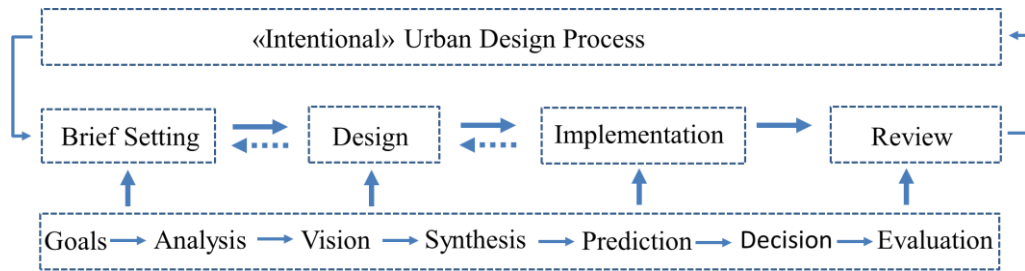 «Intentional» Urban Design Process
Brief Setting Design Implementation Review
Goals Analysis Vision Synthesis Prediction Decision Evaluation